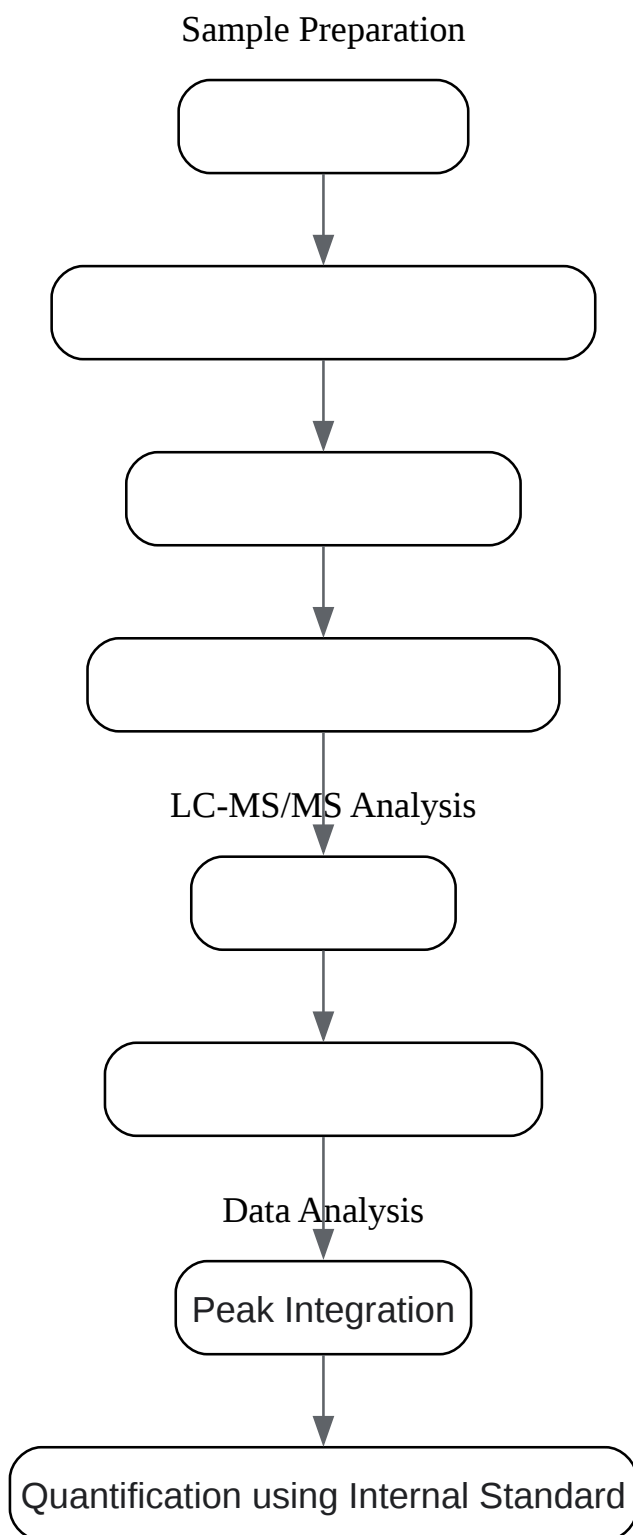 Sample Preparation
LC-MS/MS Analysis
Data Analysis
Peak Integration
Quantification using Internal Standard